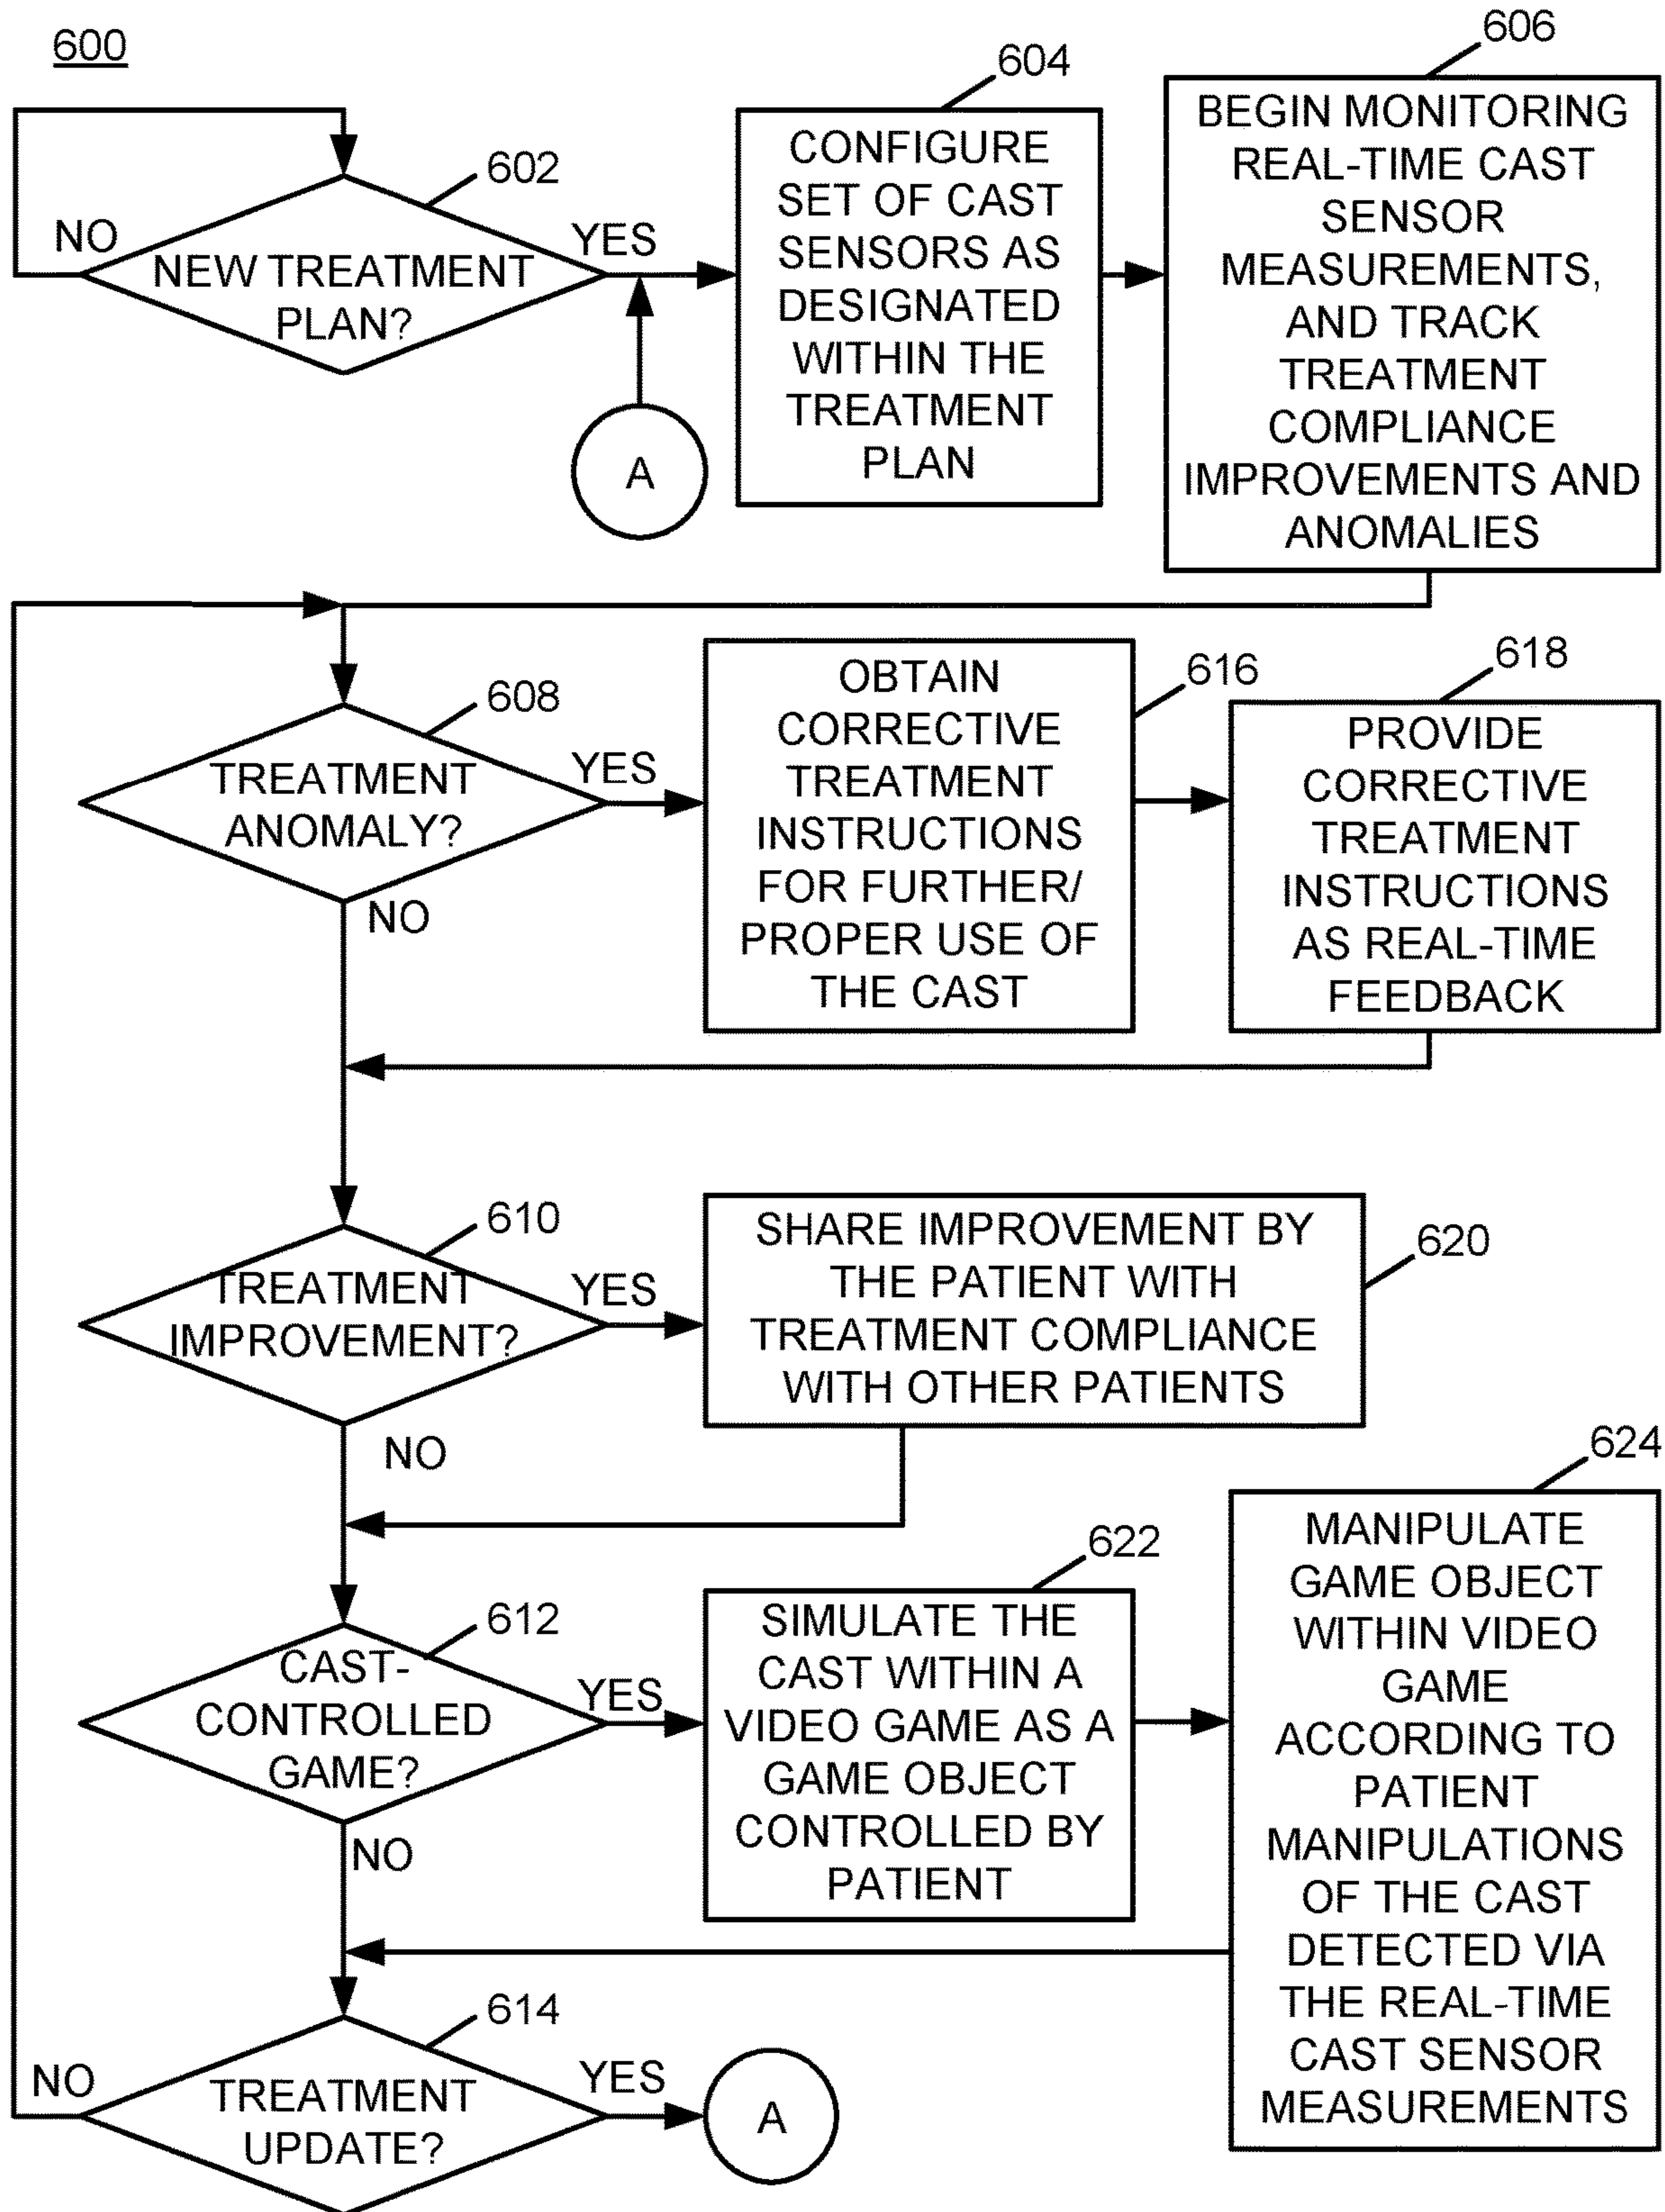 600
602
NO
YES
NEW TREATMENT
PLAN?
A
604
CONFIGURE
SET OF CAST
SENSORS AS
DESIGNATED
WITHIN THE
TREATMENT
PLAN
606
BEGIN MONITORING
REAL-TIME CAST
SENSOR
MEASUREMENTS,
AND TRACK
TREATMENT
COMPLIANCE
IMPROVEMENTS AND
ANOMALIES
608
TREATMENT
ANOMALY?
YES
NO
616
OBTAIN
CORRECTIVE
TREATMENT
INSTRUCTIONS
FOR FURTHER/
PROPER USE OF
THE CAST
618
PROVIDE
CORRECTIVE
TREATMENT
INSTRUCTIONS
AS REAL-TIME
FEEDBACK
610
TREATMENT
IMPROVEMENT?
YES
NO
620
SHARE IMPROVEMENT BY
THE PATIENT WITH
TREATMENT COMPLIANCE
WITH OTHER PATIENTS
612
CAST-
CONTROLLED
GAME?
YES
NO
622
SIMULATE THE
CAST WITHIN A
VIDEO GAME AS A
GAME OBJECT
CONTROLLED BY
PATIENT
624
MANIPULATE
GAME OBJECT
WITHIN VIDEO
GAME
ACCORDING TO
PATIENT
MANIPULATIONS
OF THE CAST
DETECTED VIA
THE REAL-TIME
CAST SENSOR
MEASUREMENTS
614
NO
TREATMENT
UPDATE?
YES
A